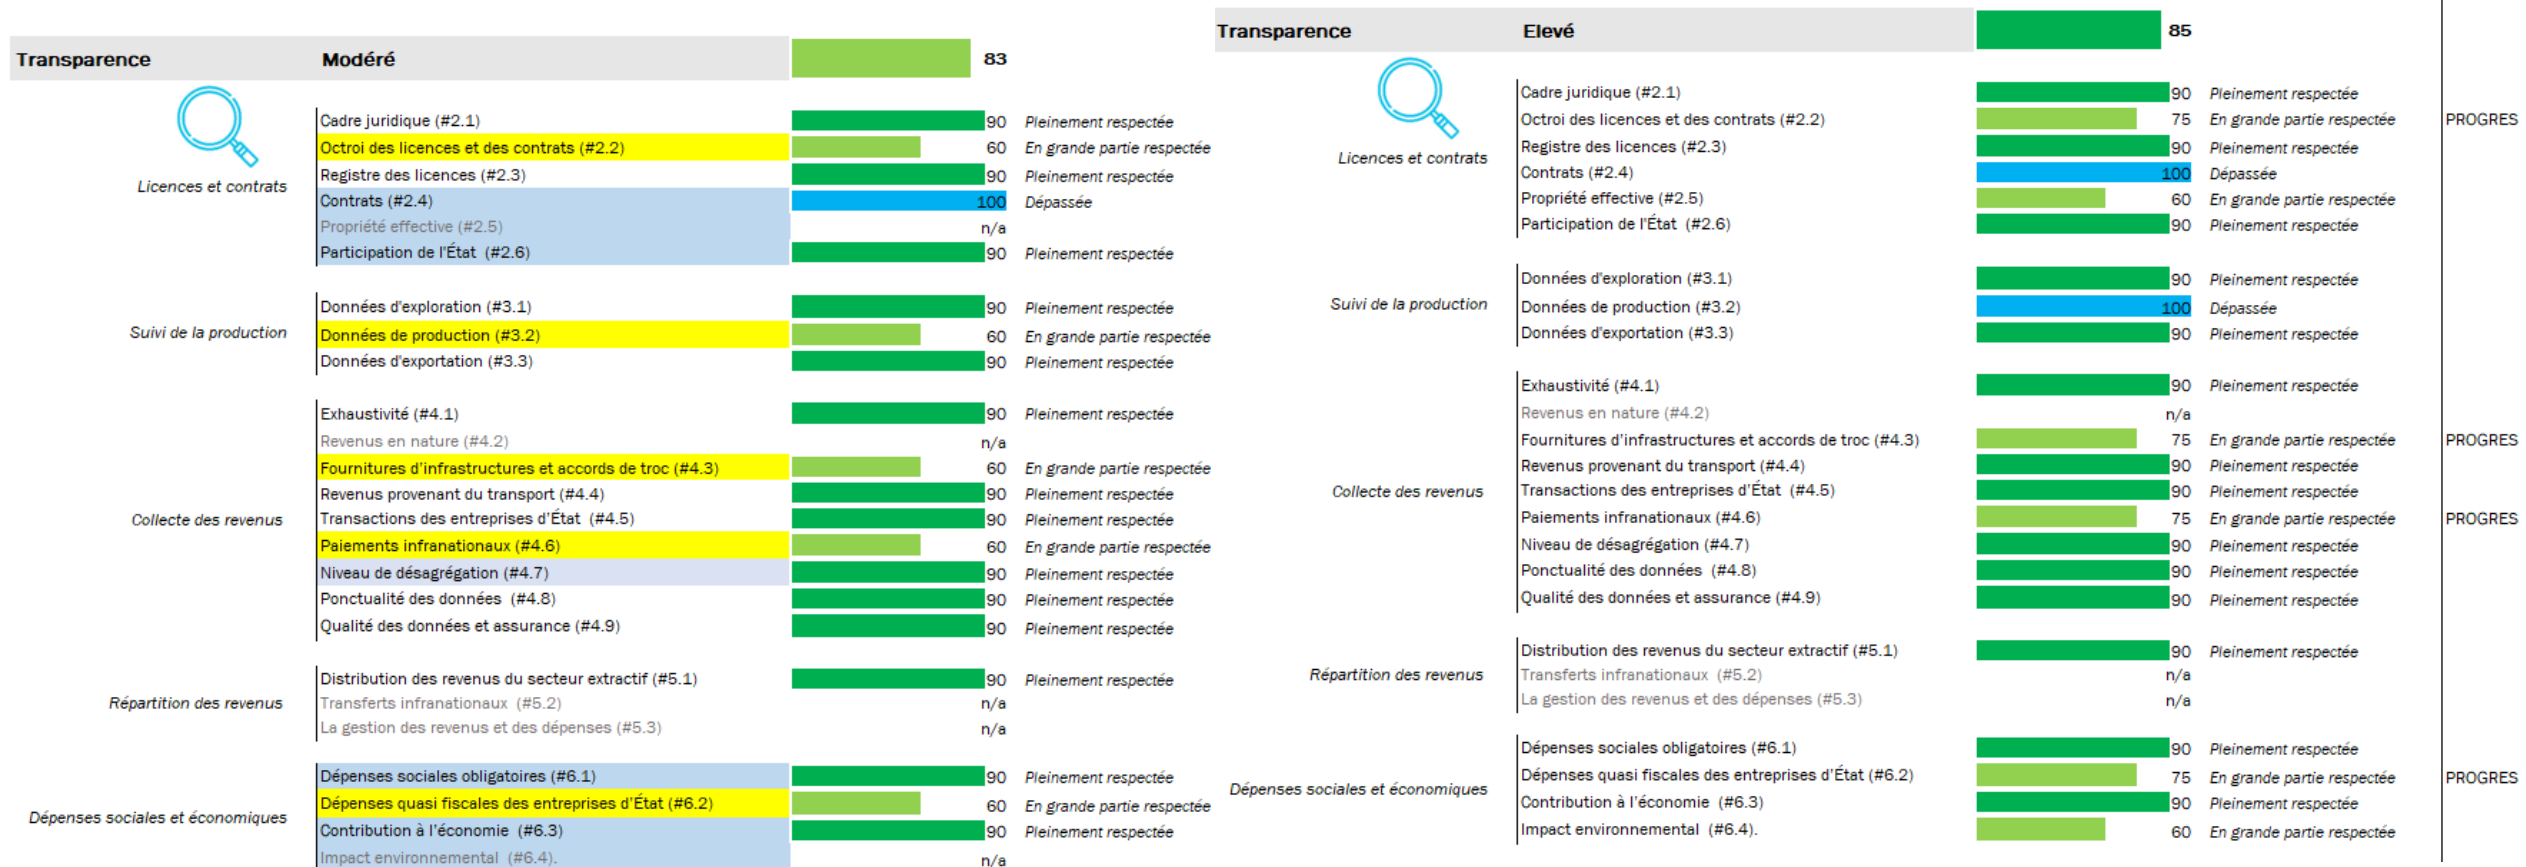 Transparence Modéré 83
Cadre juridique (#2.1) 90 Pleinement respectée
Octroi des licences et des contrats (#2.2) 60 En grande partie respectée
Registre des licences (#2.3) 90 Pleinement respectée
Licences et contrats
Contrats (#2.4) 100 Dépassée
Propriété effective (#2.5) n/a
Participation de l'État (#2.6) 90 Pleinement respectée
Données d'exploration (#3.1) 90 Pleinement respectée
Suivi de la production
Données de production (#3.2) 60 En grande partie respectée
Données d'exportation (#3.3) 90 Pleinement respectée
Exhaustivité (#4.1) 90 Pleinement respectée
Revenus en nature (#4.2) n/a
Fournitures d'infrastructures et accords de troc (#4.3) 60 En grande partie respectée
Revenus provenant du transport (#4.4) 90 Pleinement respectée
Collecte des revenus
Transactions des entreprises d'État (#4.5) 90 Pleinement respectée
Paiements infranationaux (#4.6) 60 En grande partie respectée
Niveau de désagrégation (#4.7) 90 Pleinement respectée
Ponctualité des données (#4.8) 90 Pleinement respectée
Qualité des données et assurance (#4.9) 90 Pleinement respectée
Distribution des revenus du secteur extractif (#5.1) 90 Pleinement respectée
Répartition des revenus
Transferts infranationaux (#5.2) n/a
La gestion des revenus et des dépenses (#5.3) n/a
Dépenses sociales obligatoires (#6.1) 90 Pleinement respectée
Dépenses quasi fiscales des entreprises d'État (#6.2) 60 En grande partie respectée
Dépenses sociales et économiques
Contribution à l'économie (#6.3) 90 Pleinement respectée
Impact environnemental (#6.4). n/a
Transparence Elevé 85
Cadre juridique (#2.1) 90 Pleinement respectée
Octroi des licences et des contrats (#2.2) 75 En grande partie respectée PROGRES
Registre des licences (#2.3) 90 Pleinement respectée
Licences et contrats
Contrats (#2.4) 100 Dépassée
Propriété effective (#2.5) 60 En grande partie respectée
Participation de l'État (#2.6) 90 Pleinement respectée
Données d'exploration (#3.1) 90 Pleinement respectée
Suivi de la production
Données de production (#3.2) 100 Dépassée
Données d'exportation (#3.3) 90 Pleinement respectée
Exhaustivité (#4.1) 90 Pleinement respectée
Revenus en nature (#4.2) n/a
Fournitures d'infrastructures et accords de troc (#4.3) 75 En grande partie respectée PROGRES
Revenus provenant du transport (#4.4) 90 Pleinement respectée
Collecte des revenus
Transactions des entreprises d'État (#4.5) 90 Pleinement respectée
Paiements infranationaux (#4.6) 75 En grande partie respectée PROGRES
Niveau de désagrégation (#4.7) 90 Pleinement respectée
Ponctualité des données (#4.8) 90 Pleinement respectée
Qualité des données et assurance (#4.9) 90 Pleinement respectée
Distribution des revenus du secteur extractif (#5.1) 90 Pleinement respectée
Répartition des revenus
Transferts infranationaux (#5.2) n/a
La gestion des revenus et des dépenses (#5.3) n/a
Dépenses sociales obligatoires (#6.1) 90 Pleinement respectée
Dépenses quasi fiscales des entreprises d'État (#6.2) 75 En grande partie respectée PROGRES
Dépenses sociales et économiques
Contribution à l'économie (#6.3) 90 Pleinement respectée
Impact environnemental (#6.4). 60 En grande partie respectée